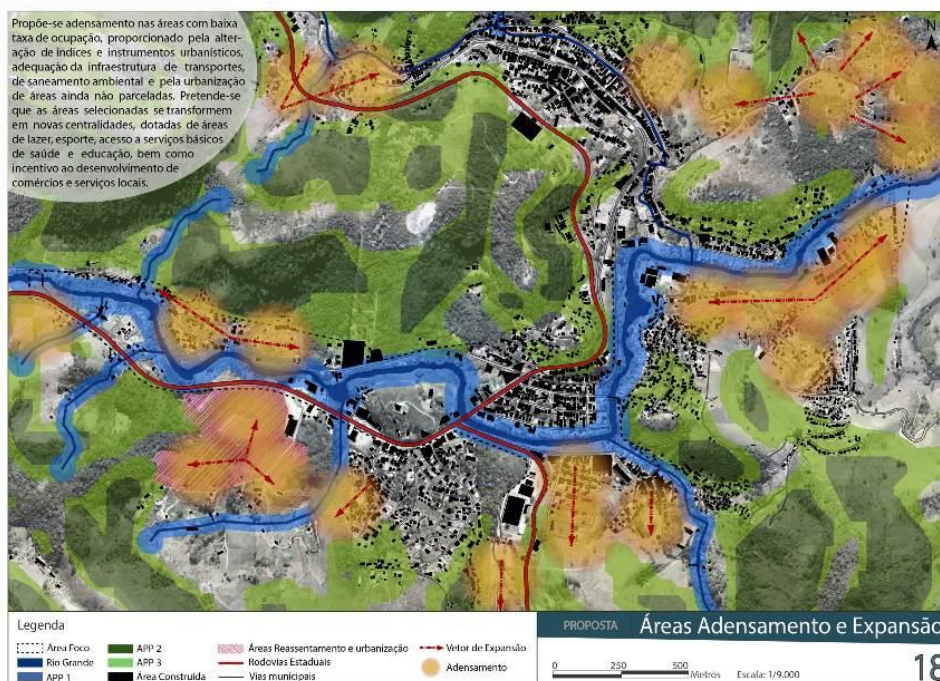 Propõe-se adensamento nas áreas com baixa
taxa de ocupação, proporcionado pela alter-
ação de índices e instrumentos urbanísticos,
adequação da infraestrutura de transportes,
de saneamento ambiental e pela urbanização
de áreas ainda não parceladas. Pretende-se
que as áreas selecionadas se transformem
em novas centralidades, dotadas de áreas
de lazer, esporte, acesso a serviços básicos
de saúde e educação, bem como
incentivo ao desenvolvimento de
comércios e serviços locais.
N
Legenda
Área Foco
Rio Grande
APP 1
APP 2
APP 3
Área Construída
Áreas Reassentamento e urbanização
Rodovias Estaduais
Vias municipais
Vetor de Expansão
Adensamento
PROPOSTA Áreas Adensamento e Expansão
0 250 500
Metros Escala: 1/9.000
18